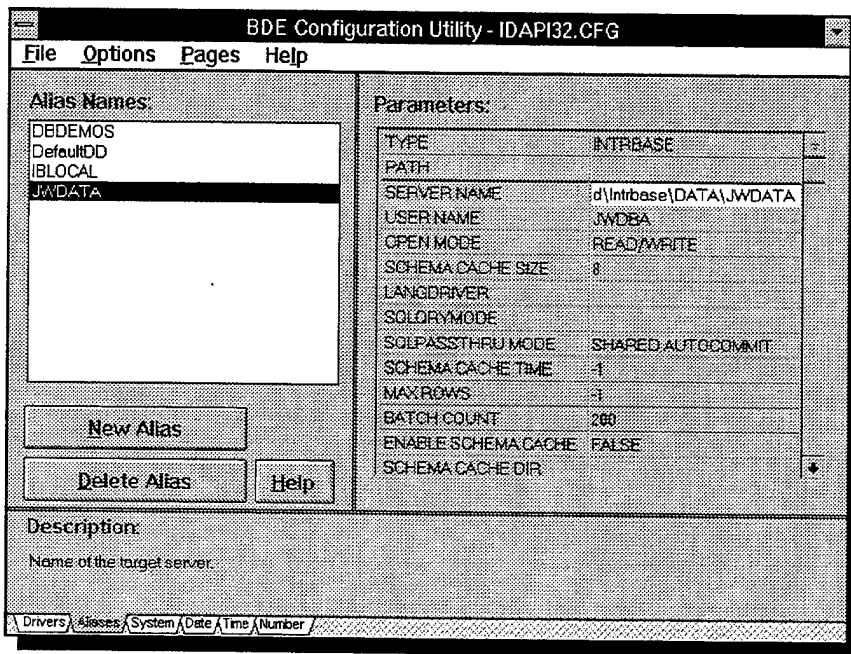 BDE Configuration Utility - IDAPI32.CFG
File Options Pages Help
Alias Names:
DBDEMOS
DefaultDD
IBLOCAL
JWDATA
New Alias
Delete Alias Help
Parameters:
TYPE INTRBASE
PATH
SERVER NAME d\Intrbase\DATA\JWDATA
USER NAME JWDBA
OPEN MODE READ/WRITE
SCHEMA CACHE SIZE 8
LANGDRIVER
SQLQRYMODE
SQLPASSTHRU MODE SHARED AUTOCOMMIT
SCHEMA CACHE TIME -1
MAX ROWS -1
BATCH COUNT 200
ENABLE SCHEMA CACHE FALSE
SCHEMA CACHE DIR
Description:
Name of the target server.
Drivers Aliases System Date Time Number